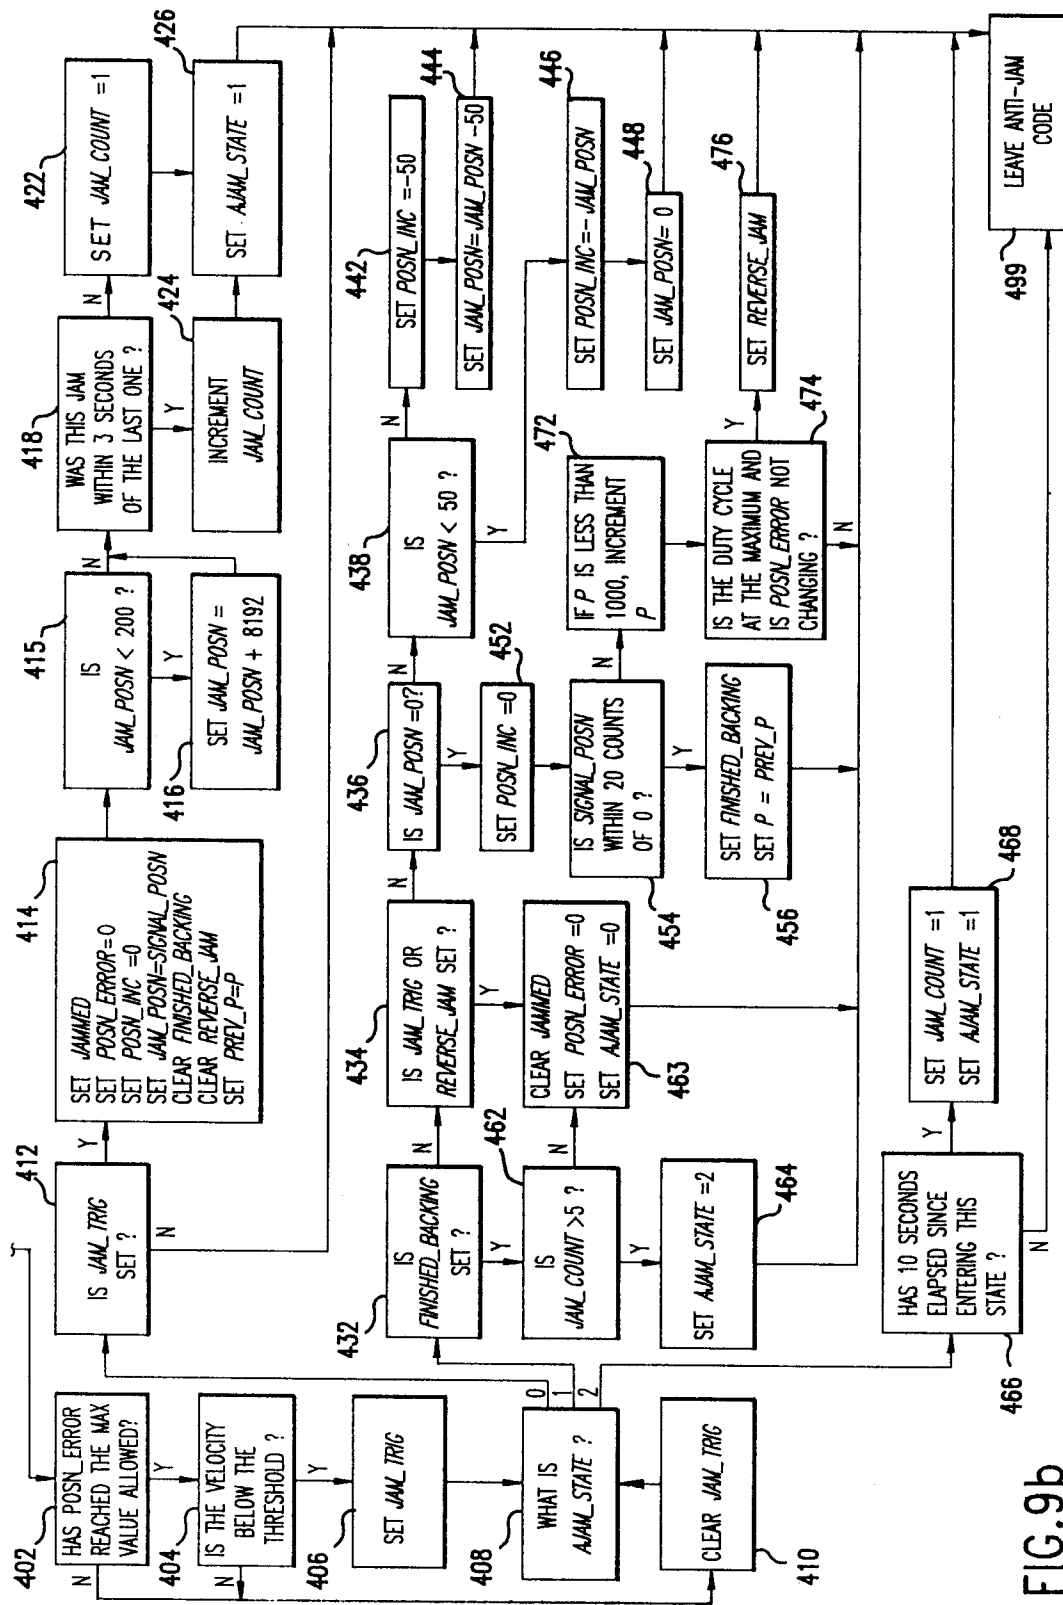 402
HAS POSN_ERROR
REACHED THE MAX
VALUE ALLOWED?
N
Y
404
IS THE VELOCITY
BELOW THE
THRESHOLD ?
N
Y
406
SET JAM_TRIG
408
WHAT IS
AJAM_STATE ?
0
1
2
CLEAR JAM_TRIG
410
412
IS JAM_TRIG
SET ?
Y
N
414
SET JAMMED
SET POSN_ERROR=0
SET POSN_INC =0
SET JAM_POSN=SIGNAL_POSN
CLEAR FINISHED_BACKING
CLEAR REVERSE_JAM
SET PREV_P=P
415
IS
JAM_POSN < 200 ?
N
Y
416
SET JAM_POSN =
JAM_POSN + 8192
418
WAS THIS JAM
WITHIN 3 SECONDS
OF THE LAST ONE ?
N
Y
422
SET JAM_COUNT =1
424
INCREMENT
JAM_COUNT
426
SET AJAM_STATE =1
432
IS
FINISHED_BACKING
SET ?
N
Y
434
IS JAM_TRIG OR
REVERSE_JAM SET ?
N
Y
436
IS JAM_POSN =0?
N
Y
438
IS
JAM_POSN < 50 ?
N
Y
442
SET POSN_INC =-50
444
SET JAM_POSN=JAM_POSN -50
446
SET POSN_INC=-JAM_POSN
448
SET JAM_POSN= 0
452
SET POSN_INC =0
454
IS SIGNAL_POSN
WITHIN 20 COUNTS
OF 0 ?
N
Y
456
SET FINISHED_BACKING
SET P = PREV_P
462
IS
JAM_COUNT >5 ?
N
Y
463
CLEAR JAMMED
SET POSN_ERROR =0
SET AJAM_STATE =0
464
SET AJAM_STATE =2
472
IF P IS LESS THAN
1000, INCREMENT
P
474
IS THE DUTY CYCLE
AT THE MAXIMUM AND
IS POSN_ERROR NOT
CHANGING ?
Y
N
476
SET REVERSE_JAM
466
HAS 10 SECONDS
ELAPSED SINCE
ENTERING THIS
STATE ?
Y
N
468
SET JAM_COUNT =1
SET AJAM_STATE =1
499
LEAVE ANTI-JAM
CODE
FIG.9b